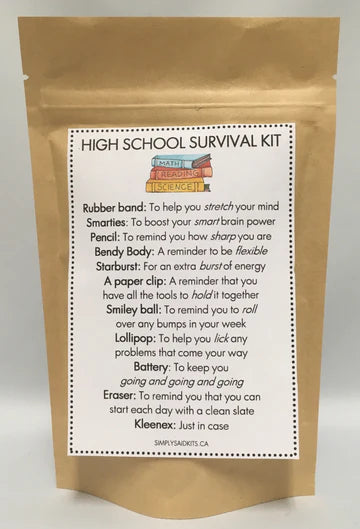 HIGH SCHOOL SURVIVAL KIT
MATH
READING
SCIENCE
Rubber band: To help you stretch your mind
Smarties: To boost your smart brain power
Pencil: To remind you how sharp you are
Bendy Body: A reminder to be flexible
Starburst: For an extra burst of energy
A paper clip: A reminder that you
have all the tools to hold it together
Smiley ball: To remind you to roll
over any bumps in your week
Lollipop: To help you lick any
problems that come your way
Battery: To keep you
going and going and going
Eraser: To remind you that you can
start each day with a clean slate
Kleenex: Just in case
SIMPLYSAIDKITS.CA